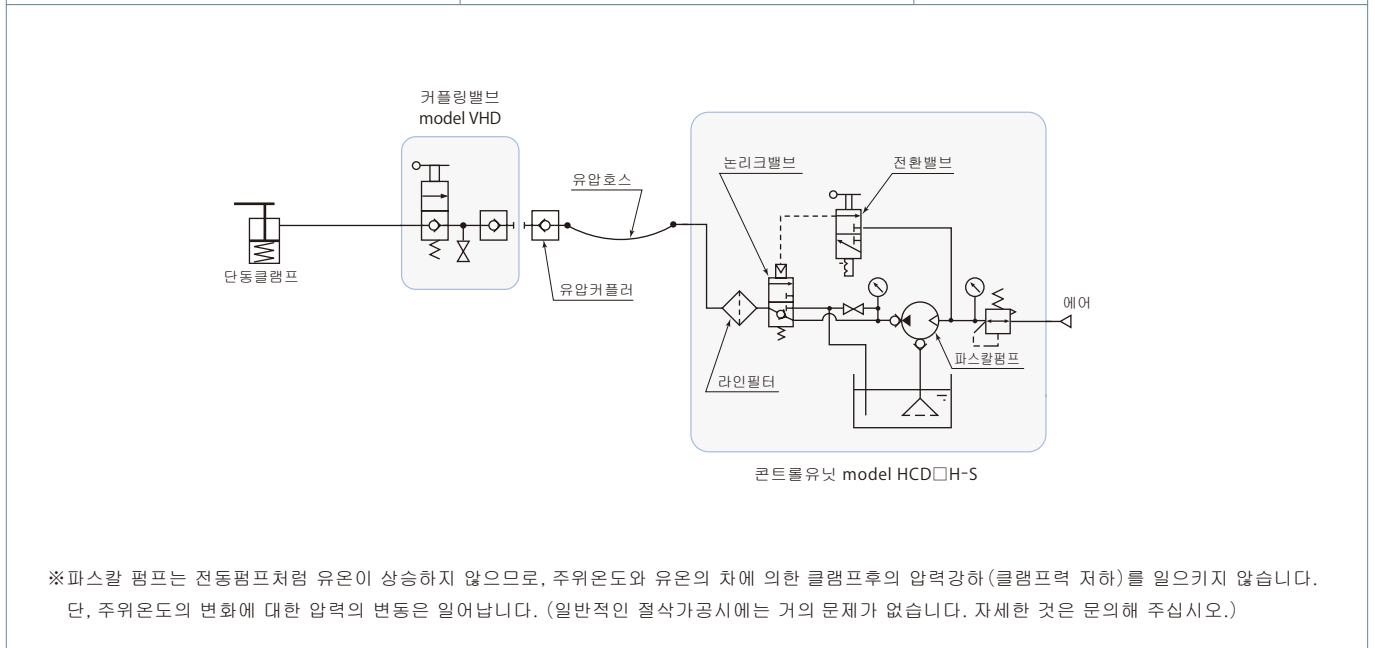 커플링밸브
model VHD
논리크밸브
전환밸브
유압호스
단동클램프
유압커플러
에어
파스칼펌프
라인필터
콘트롤유닛 model HCD□H-S
※파스칼 펌프는 전동펌프처럼 유온이 상승하지 않으므로, 주위온도와 유온의 차에 의한 클램프후의 압력강하(클램프력 저하)를 일으키지 않습니다.
단, 주위온도의 변화에 대한 압력의 변동은 일어납니다. (일반적인 절삭가공시에는 거의 문제가 없습니다. 자세한 것은 문의해 주십시오.)